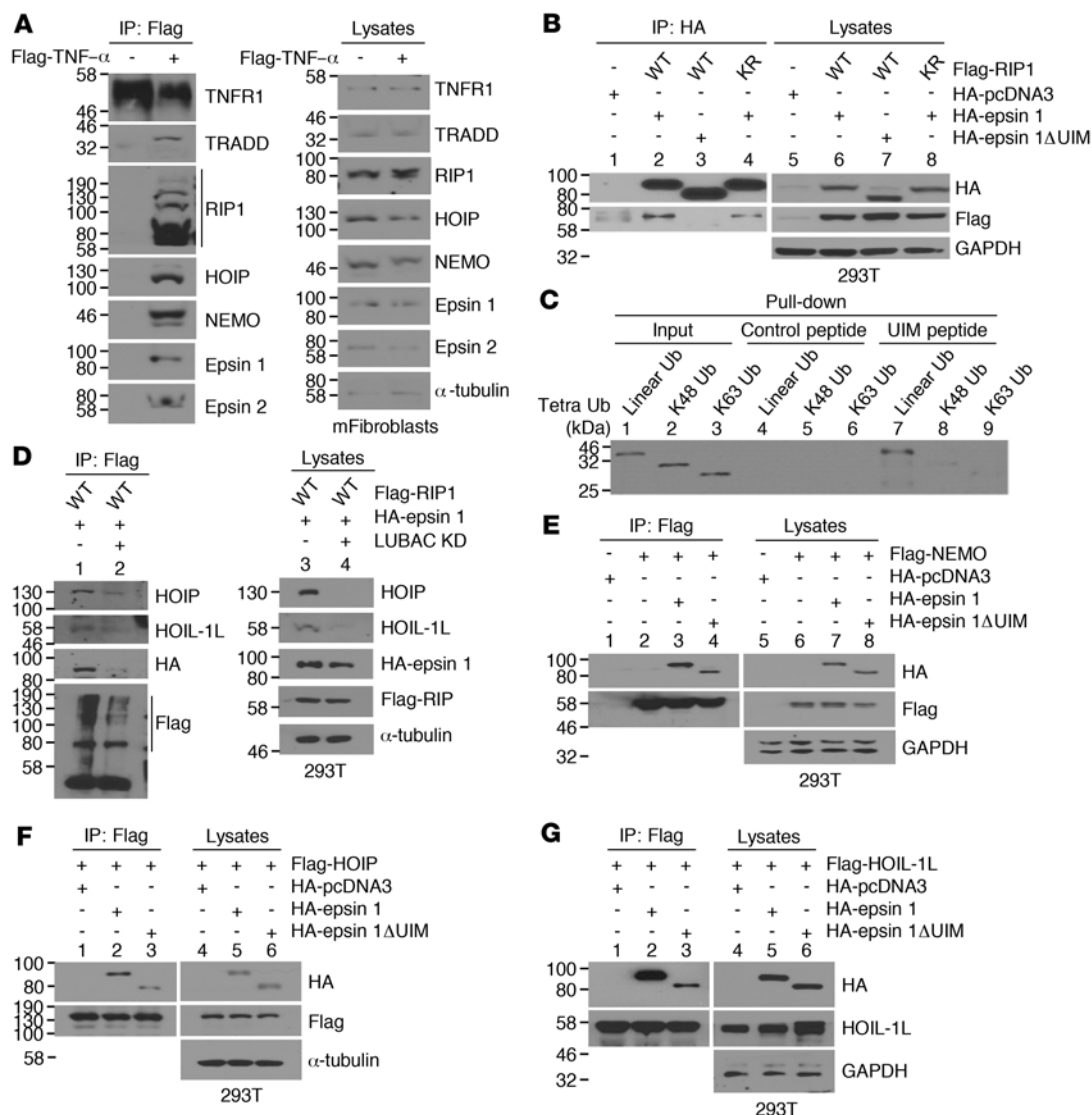 A
IP: Flag
Flag-TNF-α - +
58
46
TNFR1
46
32
TRADD
190
130
100
80
58
RIP1
130
100
HOIP
46
NEMO
100
80
Epsin 1
80
58
Epsin 2
Lysates
Flag-TNF-α - +
58
46
TNFR1
46
32
TRADD
100
80
RIP1
130
100
HOIP
46
NEMO
100
80
Epsin 1
80
58
Epsin 2
80
58
α-tubulin
mFibroblasts
B
IP: HA Lysates
- WT WT KR - WT WT KR Flag-RIP1
+ - - - + - - - HA-pcDNA3
- + - + - + - + HA-epsin 1
- - + - - - + - HA-epsin 1ΔUIM
1 2 3 4 5 6 7 8
100
80
HA
80
58
Flag
32
GAPDH
293T
C
Pull-down
Input Control peptide UIM peptide
Linear Ub K48 Ub K63 Ub Linear Ub K48 Ub K63 Ub Linear Ub K48 Ub K63 Ub
Tetra Ub
(kDa) 1 2 3 4 5 6 7 8 9
46
32
25
D
IP: Flag Lysates
WT WT WT WT Flag-RIP1
+ + + + HA-epsin 1
- + - + LUBAC KD
1 2 3 4
130
HOIP
58
46
HOIL-1L
100
80
HA
190
130
100
80
58
Flag
130
HOIP
58
HOIL-1L
100
80
HA-epsin 1
80
58
Flag-RIP
46
α-tubulin
293T
E
IP: Flag Lysates
- + + + - + + + Flag-NEMO
+ - - - + - - - HA-pcDNA3
- - + - - - + - HA-epsin 1
- - - + - - - + HA-epsin 1ΔUIM
1 2 3 4 5 6 7 8
100
80
HA
58
46
Flag
32
GAPDH
293T
F
IP: Flag Lysates
+ + + + + + Flag-HOIP
+ - - + - - HA-pcDNA3
- + - - + - HA-epsin 1
- - + - - + HA-epsin 1ΔUIM
1 2 3 4 5 6
100
80
HA
190
130
100
Flag
58
α-tubulin
293T
G
IP: Flag Lysates
+ + + + + + Flag-HOIL-1L
+ - - + - - HA-pcDNA3
- + - - + - HA-epsin 1
- - + - - + HA-epsin 1ΔUIM
1 2 3 4 5 6
100
80
HA
58
HOIL-1L
46
32
GAPDH
293T